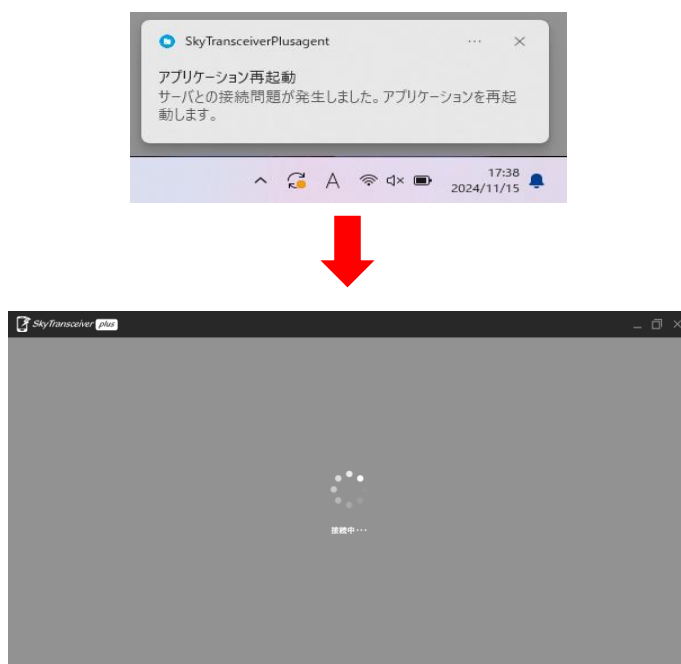 SkyTransceiverPlusagent
アプリケーション再起動
サーバとの接続問題が発生しました。アプリケーションを再起
動します。
A
17:38
2024/11/15
SkyTransceiver plus
接続中・・・